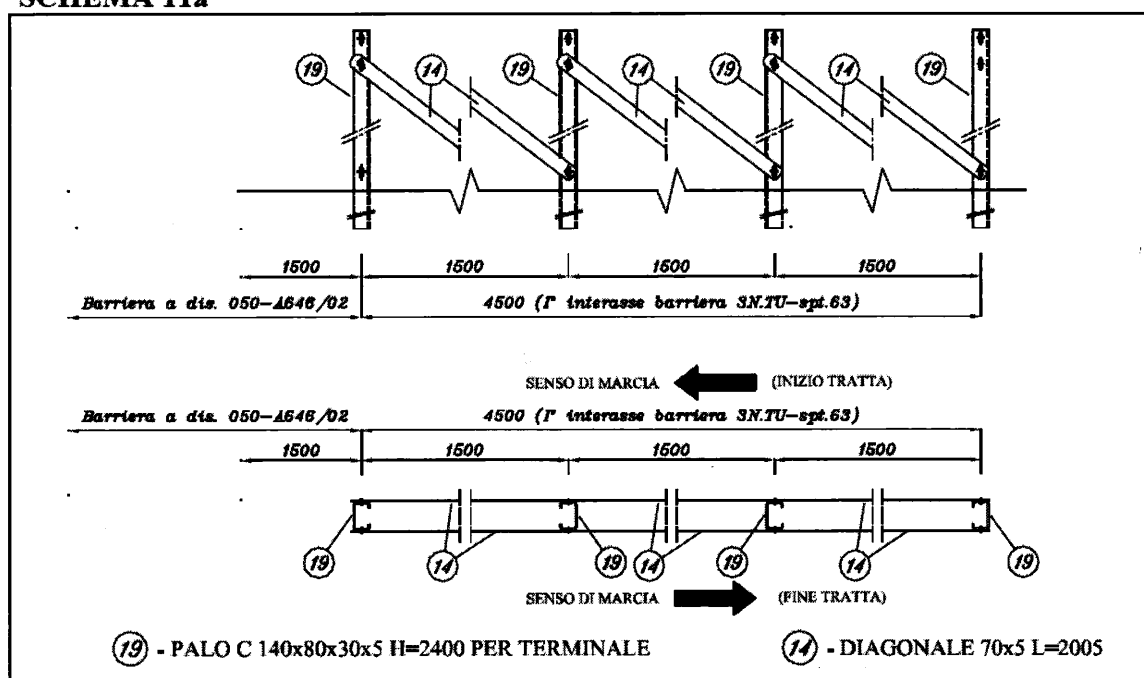 SCHEMA 11a
19 14 19 14 19 14 19
1500 1500 1500 1500
Barriera a dis. 050-A646/02 4500 (I° interasse barriera 3N.TU-spt.63)
SENSO DI MARCIA (INIZIO TRATTA)
Barriera a dis. 050-A646/02 4500 (I° interasse barriera 3N.TU-spt.63)
1500 1500 1500 1500
19 14 19 14 19 14 19
SENSO DI MARCIA (FINE TRATTA)
19 - PALO C 140x80x30x5 H=2400 PER TERMINALE 14 - DIAGONALE 70x5 L=2005